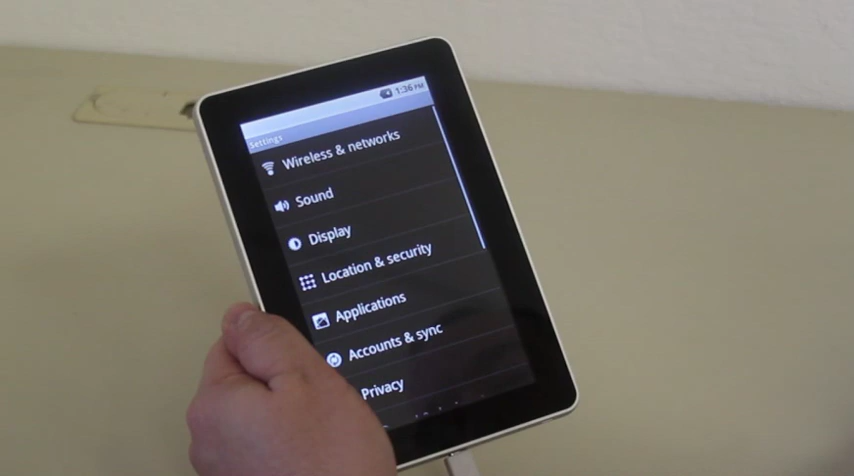 1:36 PM
Settings
Wireless & networks
Sound
Display
Location & security
Applications
Accounts & sync
Privacy